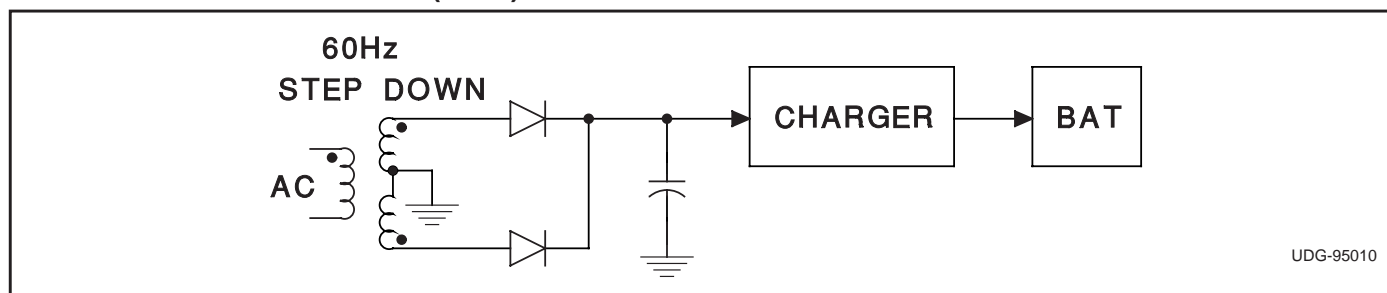 60Hz
STEP DOWN
AC
CHARGER
BAT
UDG-95010